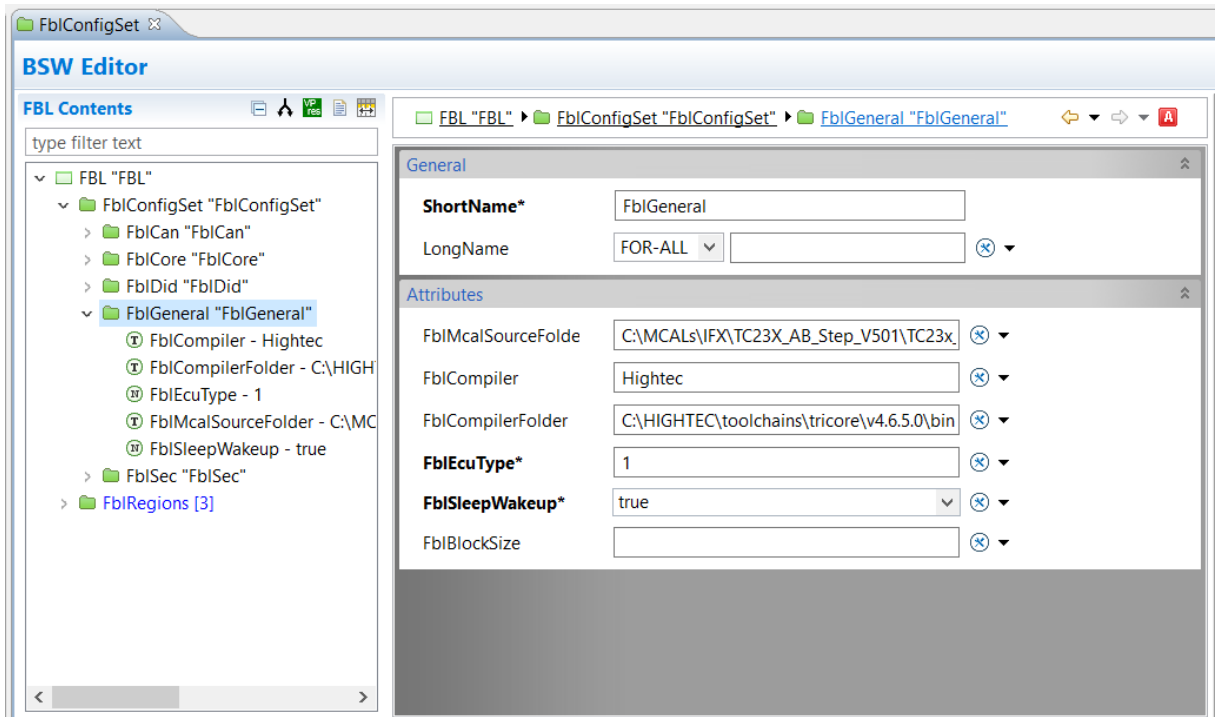 FblConfigSet
BSW Editor
FBL Contents
VP res
type filter text
FBL "FBL"
FblConfigSet "FblConfigSet"
FblCan "FblCan"
FblCore "FblCore"
FblDid "FblDid"
FblGeneral "FblGeneral"
T FblCompiler - Hightec
T FblCompilerFolder - C:\HIGH
N FblEcuType - 1
T FblMcalSourceFolder - C:\MC
N FblSleepWakeup - true
FblSec "FblSec"
FblRegions [3]
FBL "FBL" FblConfigSet "FblConfigSet" FblGeneral "FblGeneral" A
General
ShortName* FblGeneral
LongName FOR-ALL
Attributes
FblMcalSourceFolde C:\MCALs\IFX\TC23X_AB_Step_V501\TC23x_
FblCompiler Hightec
FblCompilerFolder C:\HIGHTEC\toolchains\tricore\v4.6.5.0\bin
FblEcuType* 1
FblSleepWakeup* true
FblBlockSize